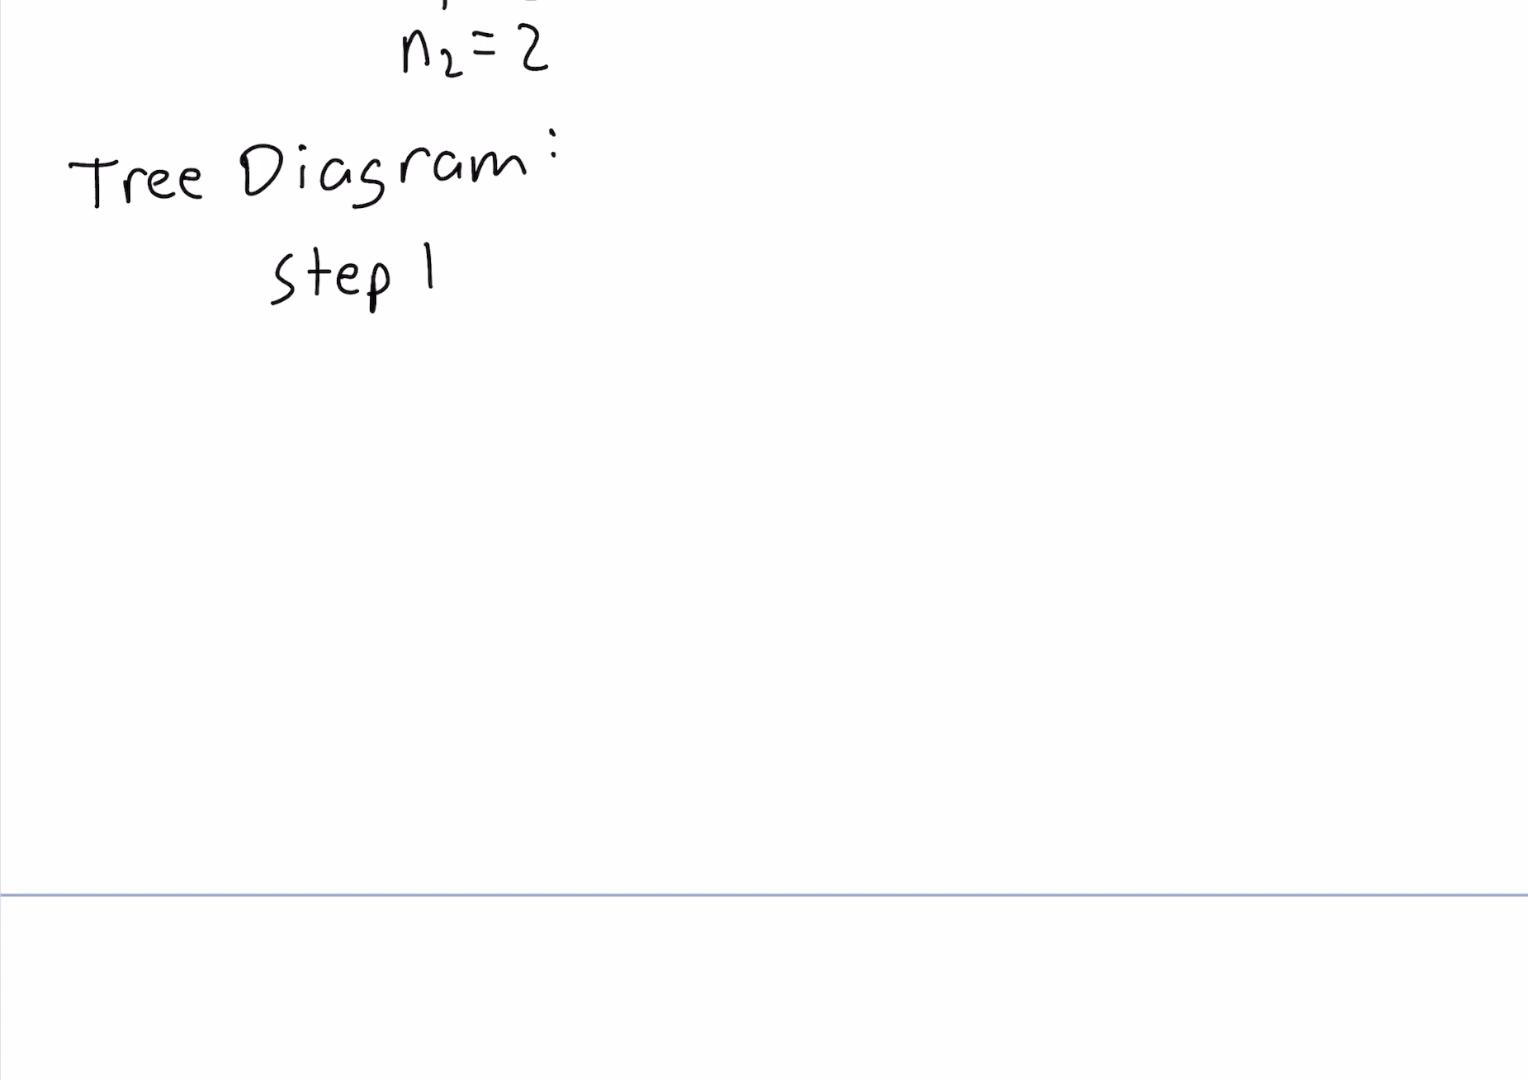 n₂ = 2
Tree Diagram:
step 1